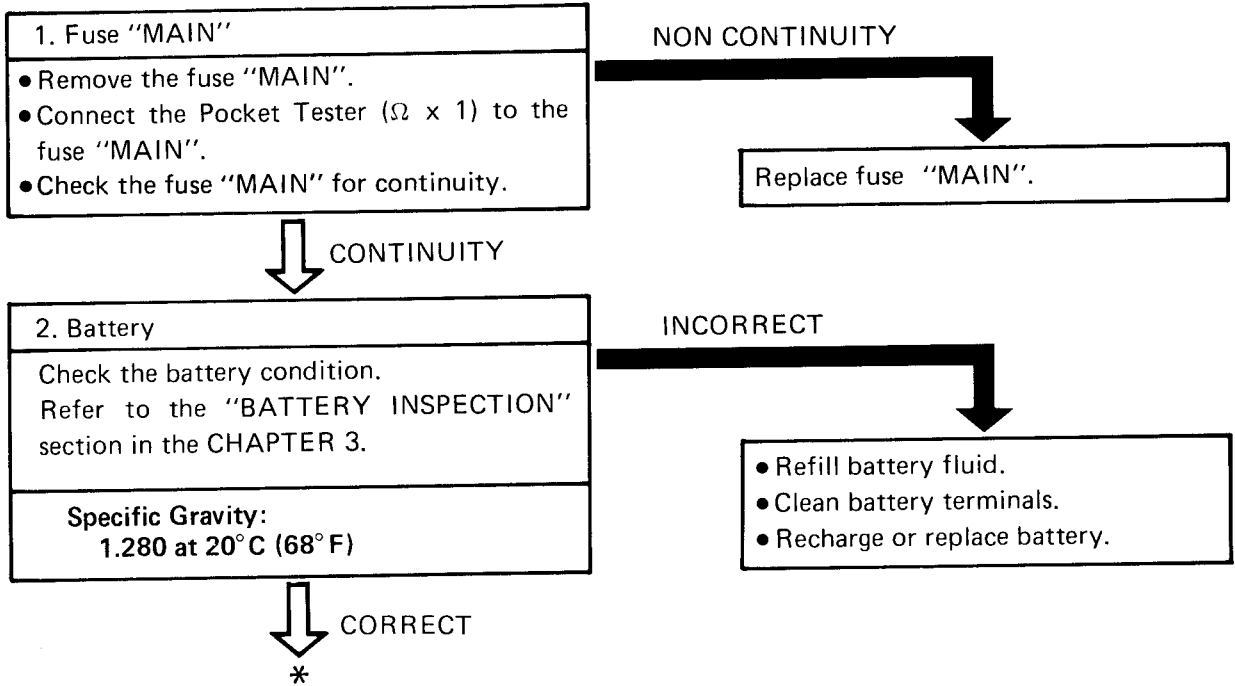 1. Fuse “MAIN”
● Remove the fuse “MAIN”.
● Connect the Pocket Tester (Ω x 1) to the
fuse “MAIN”.
● Check the fuse “MAIN” for continuity.
NON CONTINUITY
Replace fuse “MAIN”.
CONTINUITY
2. Battery
Check the battery condition.
Refer to the “BATTERY INSPECTION”
section in the CHAPTER 3.
Specific Gravity:
1.280 at 20°C (68°F)
INCORRECT
● Refill battery fluid.
● Clean battery terminals.
● Recharge or replace battery.
CORRECT
*